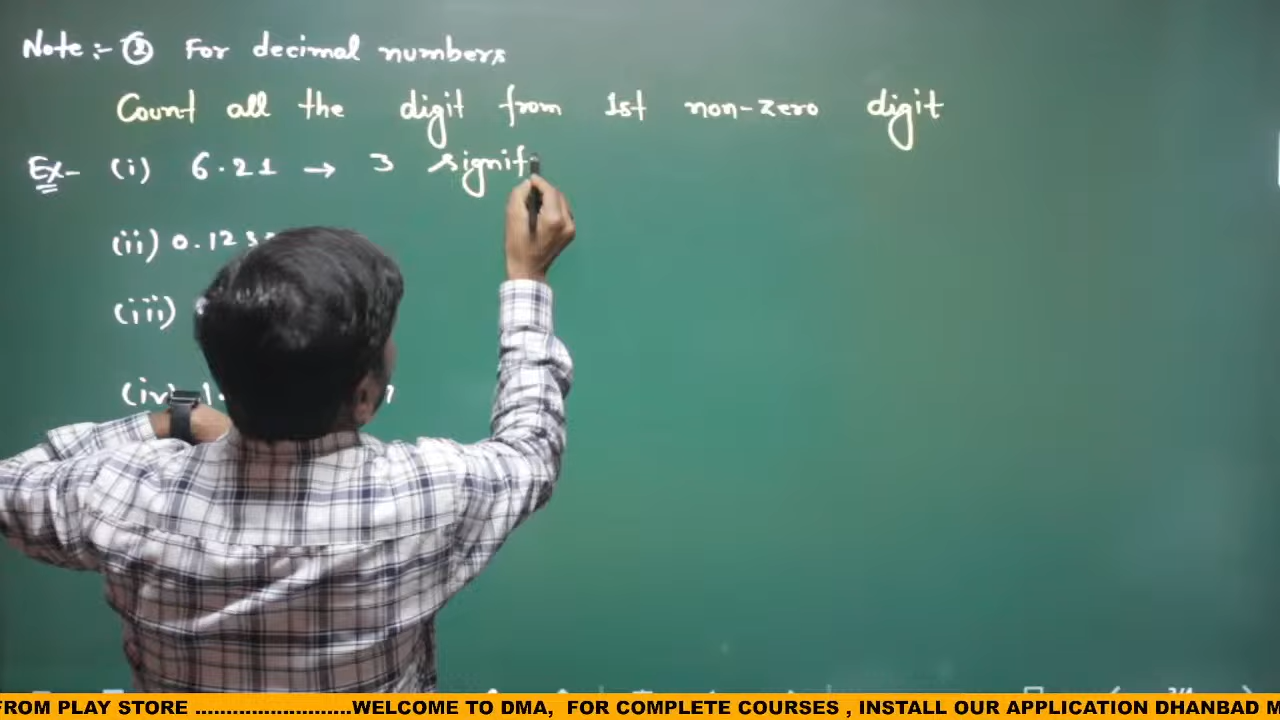 Note :- ② For decimal numbers
Count all the digit from 1st non-zero digit
Ex- (i) 6.21 → 3 signif
(ii) 0.123
(iii)
(iv) 1.
FROM PLAY STORE ..........................WELCOME TO DMA, FOR COMPLETE COURSES , INSTALL OUR APPLICATION DHANBAD M